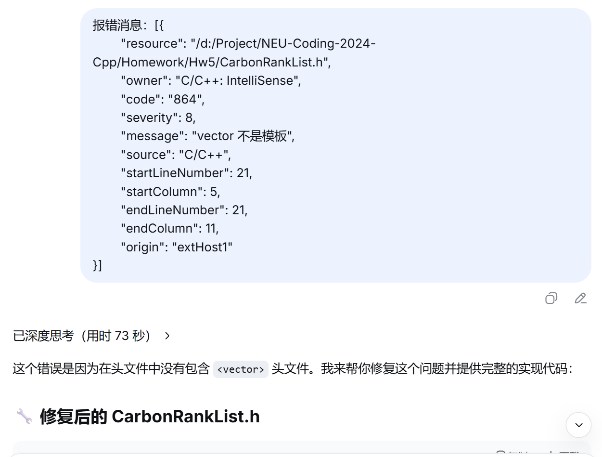 报错消息：[{
"resource": "/d:/Project/NEU-Coding-2024-
Cpp/Homework/Hw5/CarbonRankList.h",
"owner": "C/C++: IntelliSense",
"code": "864",
"severity": 8,
"message": "vector 不是模板",
"source": "C/C++",
"startLineNumber": 21,
"startColumn": 5,
"endLineNumber": 21,
"endColumn": 11,
"origin": "extHost1"
}]
已深度思考（用时 73 秒）
这个错误是因为在头文件中没有包含 <vector> 头文件。我来帮你修复这个问题并提供完整的实现代码：
🔧 修复后的 CarbonRankList.h